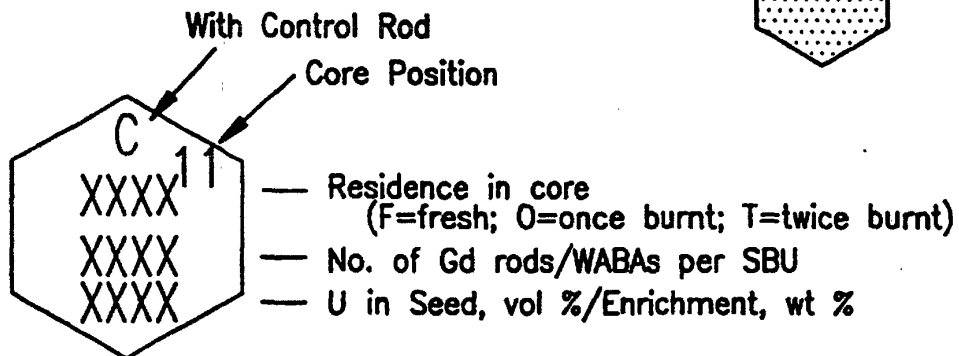 With Control Rod
Core Position
C
11
XXXX — Residence in core
(F=fresh; O=once burnt; T=twice burnt)
XXXX — No. of Gd rods/WABAs per SBU
XXXX — U in Seed, vol %/Enrichment, wt %